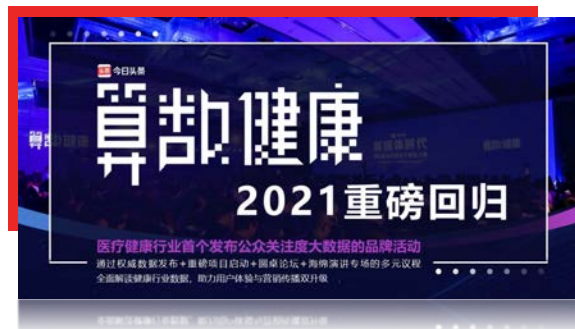 今日头条
算数健康
2021重磅回归
医疗健康行业首个发布公众关注度大数据的品牌活动
通过权威数据发布+重磅项目启动+圆桌论坛+海绵演讲专场的多元议程
全面解读健康行业数据，助力用户体验与营销传播双升级